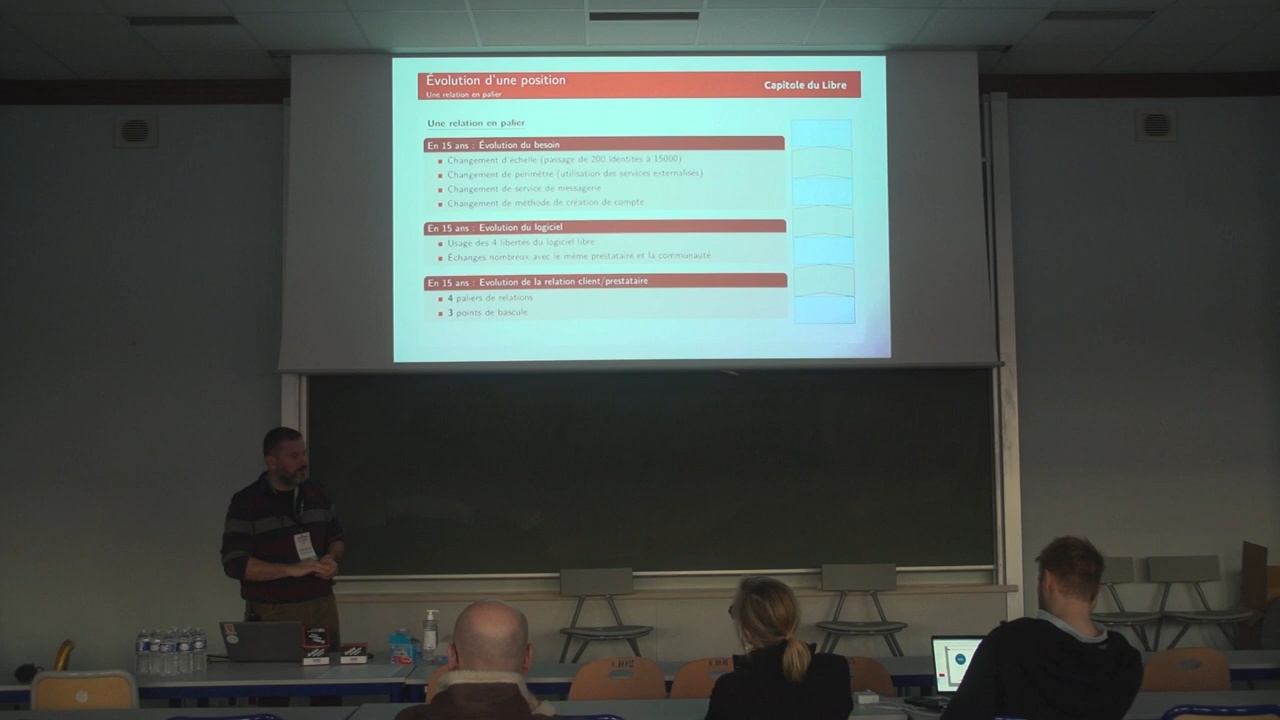 Évolution d'une position
Une relation en palier
Capitole du Libre
Une relation en palier
En 15 ans : Évolution du besoin
Changement d'échelle (passage de 200 identités à 15000)
Changement de périmètre (utilisation des services externalisés)
Changement de service de messagerie
Changement de méthode de création de compte
En 15 ans : Evolution du logiciel
Usage des 4 libertés du logiciel libre
Échanges nombreux avec le même prestataire et la communauté
En 15 ans : Evolution de la relation client/prestataire
4 paliers de relations
3 points de bascule